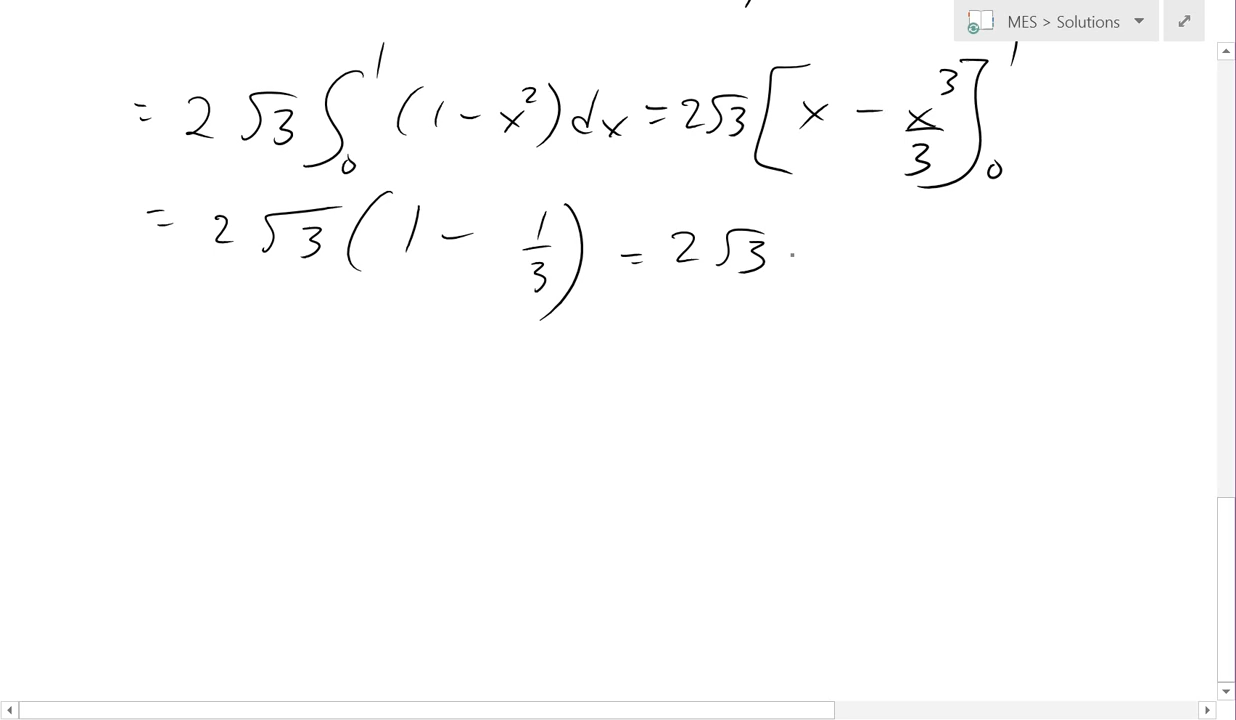 MES > Solutions
= 2 √3 ∫₀¹ (1 - x²) dx = 2√3 [x - x³/3]₀¹
= 2 √3 (1 - 1/3) = 2 √3 ·